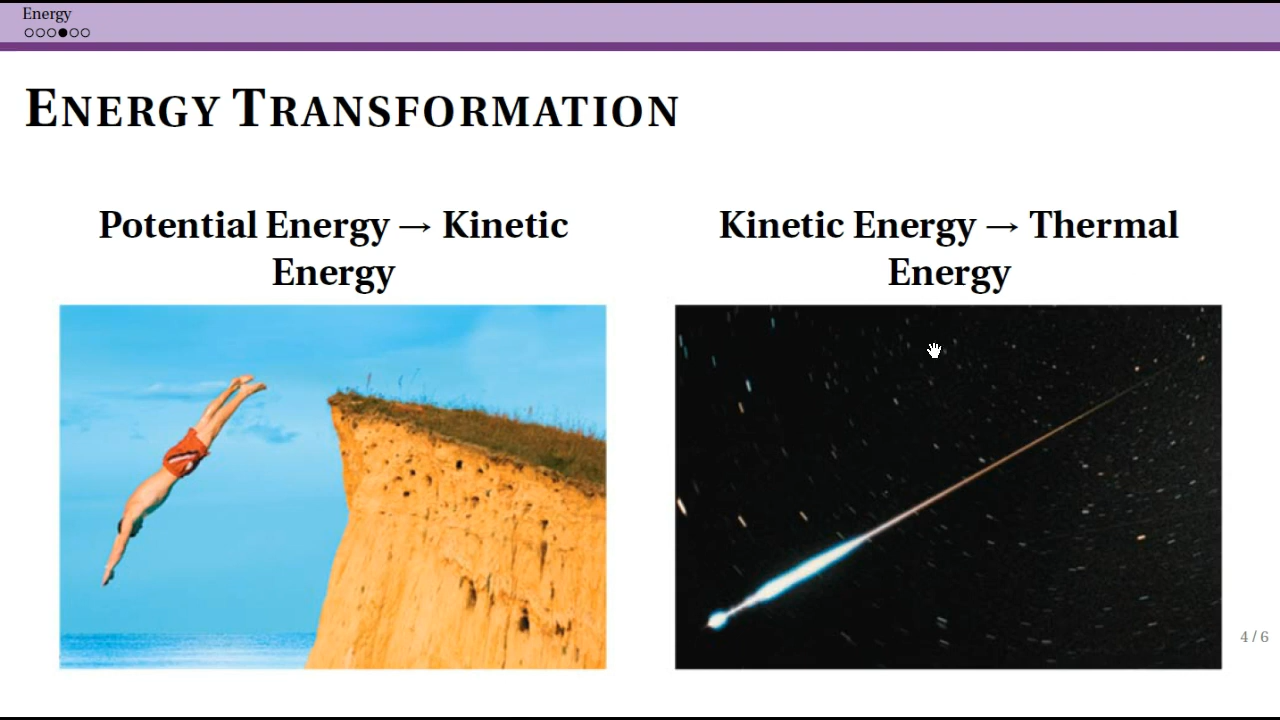 Energy
ENERGY TRANSFORMATION
Potential Energy → Kinetic
Energy
Kinetic Energy → Thermal
Energy
4 / 6